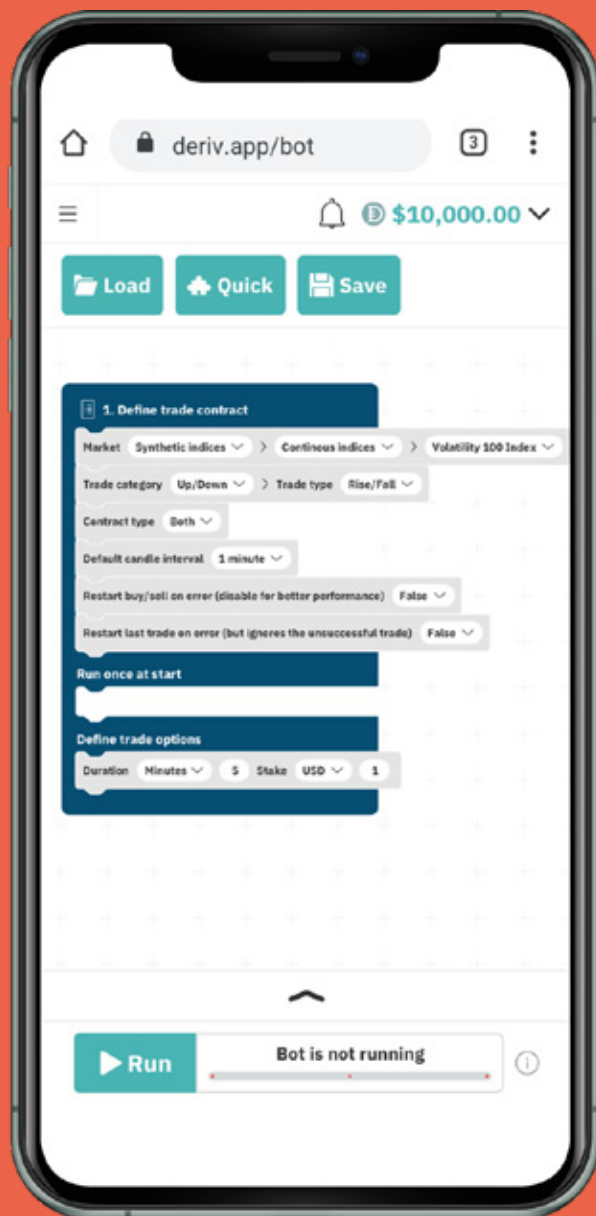 deriv.app/bot 3
$10,000.00
Load Quick Save
1. Define trade contract
Market Synthetic indices > Continous indices > Volatility 100 Index
Trade category Up/Down > Trade type Rise/Fall
Contract type Both
Default candle interval 1 minute
Restart buy/sell on error (disable for better performance) False
Restart last trade on error (but ignores the unsuccessful trade) False
Run once at start
Define trade options
Duration Minutes 5 Stake USD 1
Run Bot is not running